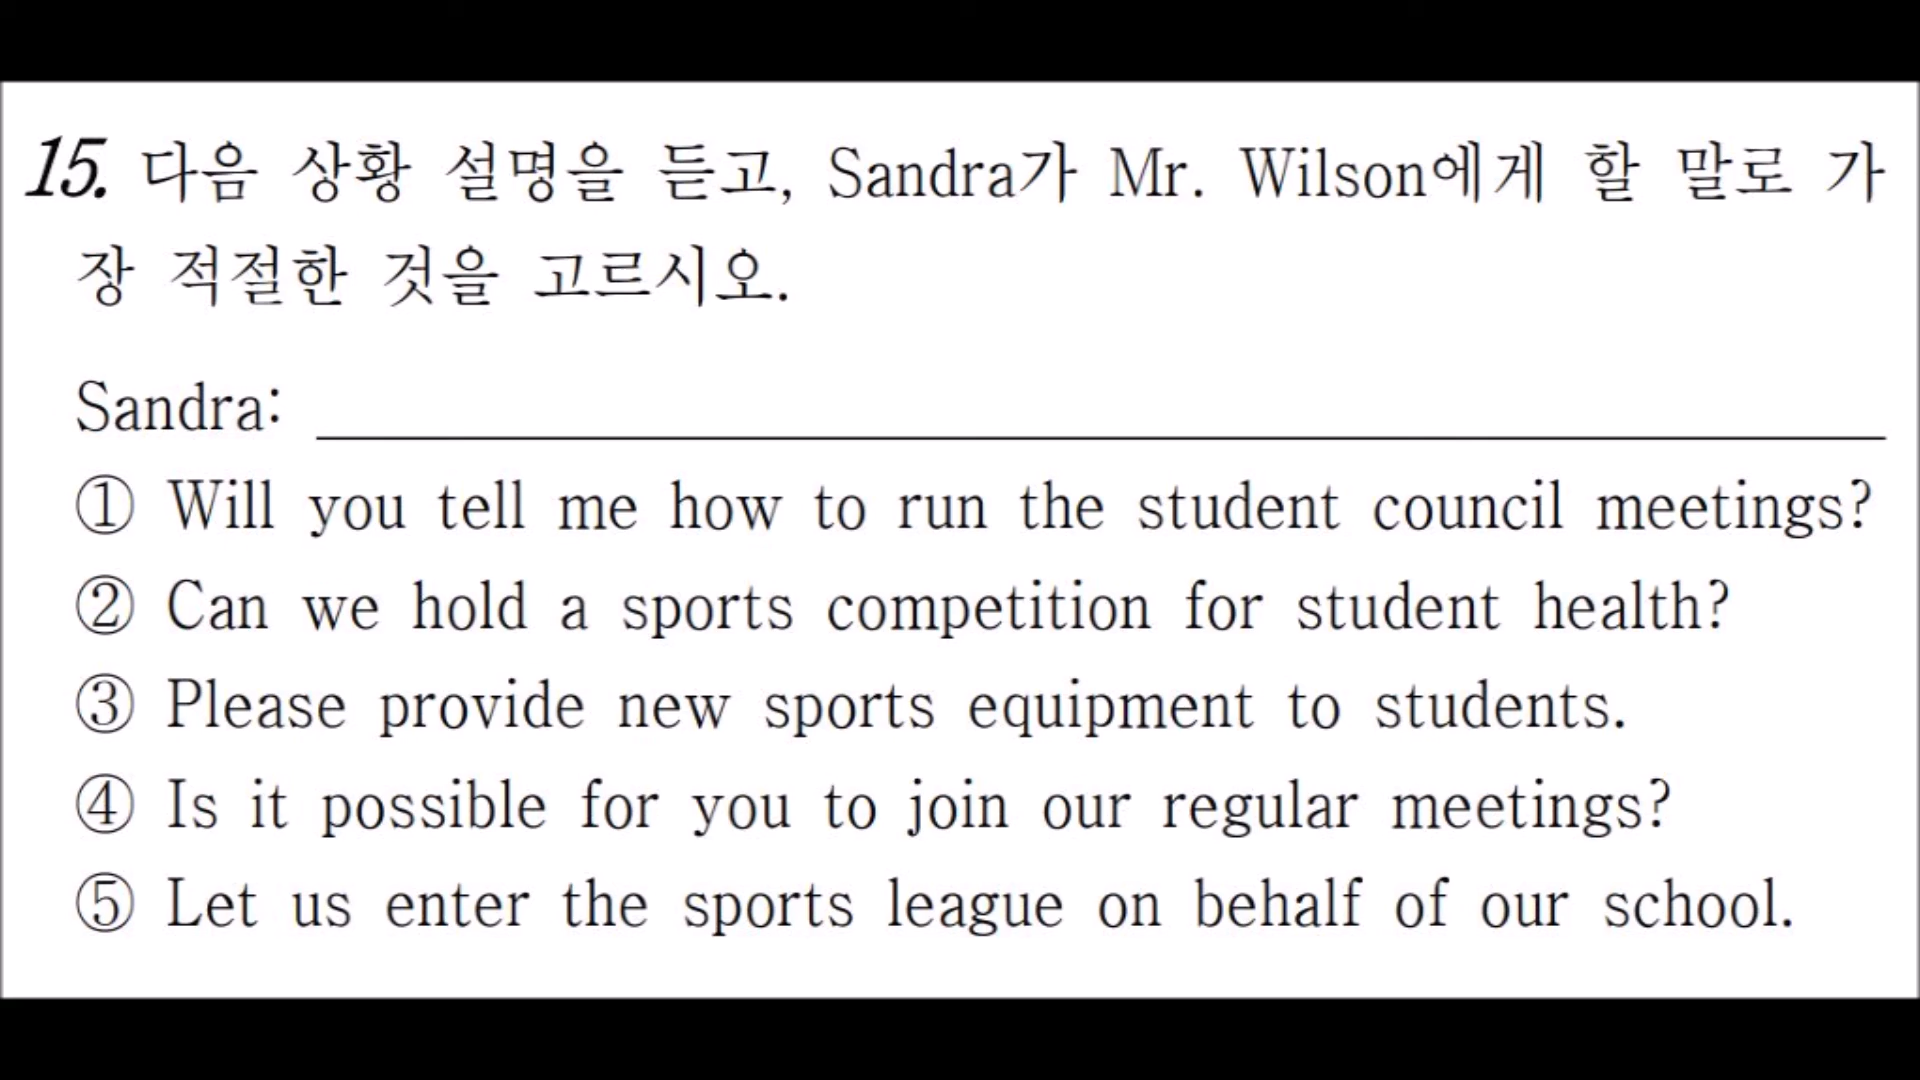 15. 다음 상황 설명을 듣고, Sandra가 Mr. Wilson에게 할 말로 가
장 적절한 것을 고르시오.
Sandra:
① Will you tell me how to run the student council meetings?
② Can we hold a sports competition for student health?
③ Please provide new sports equipment to students.
④ Is it possible for you to join our regular meetings?
⑤ Let us enter the sports league on behalf of our school.